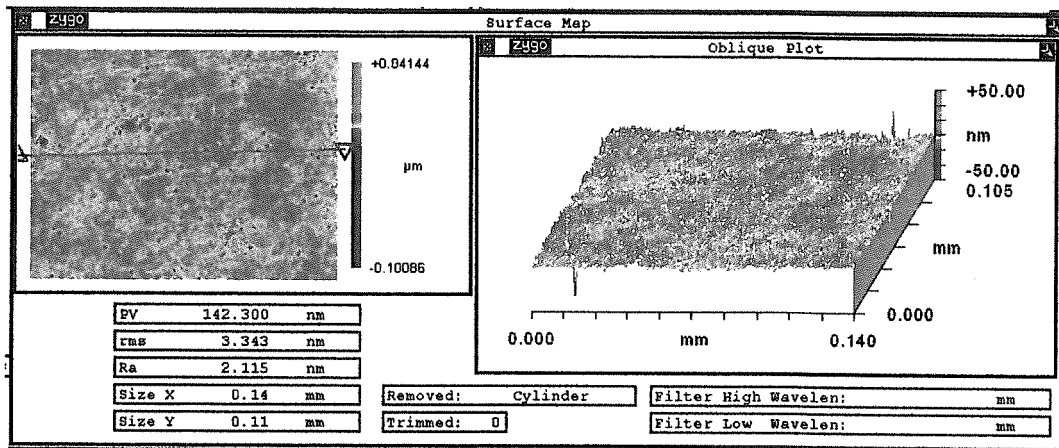 zygo
Surface Map
+0.04144
µm
-0.10086
zygo
Oblique Plot
+50.00
nm
-50.00
0.105
mm
0.000
0.000
mm
0.140
PV 142.300 nm
rms 3.343 nm
Ra 2.115 nm
Size X 0.14 mm
Size Y 0.11 mm
Removed: Cylinder
Trimmed: 0
Filter High Wavelen: mm
Filter Low Wavelen: mm